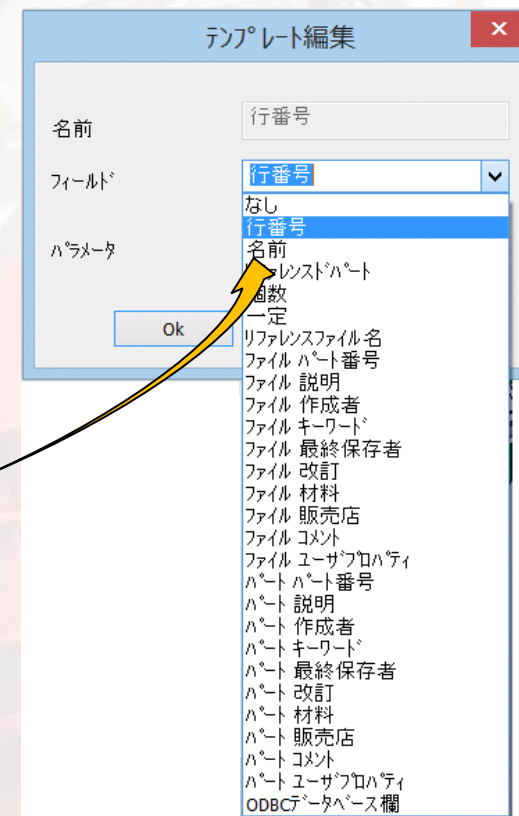 ﾃﾝﾌﾟﾚｰﾄ編集
名前
行番号
ﾌｨｰﾙﾄﾞ
行番号
ﾊﾟﾗﾒｰﾀ
Ok
なし
行番号
名前
ﾘﾌｧﾚﾝｽﾄﾞﾊﾟｰﾄ
個数
一定
ﾘﾌｧﾚﾝｽﾌｧｲﾙ名
ﾌｧｲﾙ ﾊﾟｰﾄ番号
ﾌｧｲﾙ 説明
ﾌｧｲﾙ 作成者
ﾌｧｲﾙ ｷｰﾜｰﾄﾞ
ﾌｧｲﾙ 最終保存者
ﾌｧｲﾙ 改訂
ﾌｧｲﾙ 材料
ﾌｧｲﾙ 販売店
ﾌｧｲﾙ ｺﾒﾝﾄ
ﾌｧｲﾙ ﾕｰｻﾞﾌﾟﾛﾊﾟﾃｨ
ﾊﾟｰﾄ ﾊﾟｰﾄ番号
ﾊﾟｰﾄ 説明
ﾊﾟｰﾄ 作成者
ﾊﾟｰﾄ ｷｰﾜｰﾄﾞ
ﾊﾟｰﾄ 最終保存者
ﾊﾟｰﾄ 改訂
ﾊﾟｰﾄ 材料
ﾊﾟｰﾄ 販売店
ﾊﾟｰﾄ ｺﾒﾝﾄ
ﾊﾟｰﾄ ﾕｰｻﾞﾌﾟﾛﾊﾟﾃｨ
ODBCﾃﾞｰﾀﾍﾞｰｽ欄